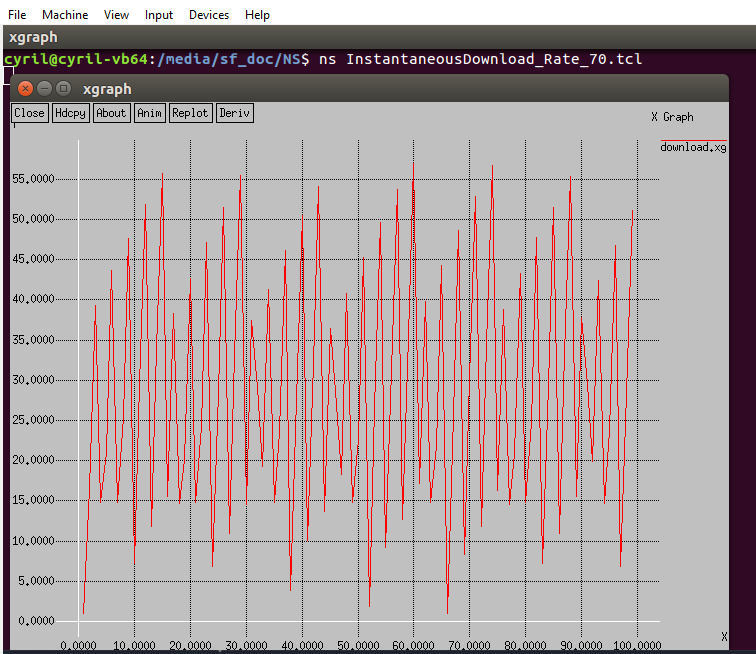 File Machine View Input Devices Help
xgraph
cyril@cyril-vb64:/media/sf_doc/NS$ ns InstantaneousDownload_Rate_70.tcl
xgraph
Close Hdcpy About Anim Replot Deriv
X Graph
download.xg
55.0000
50.0000
45.0000
40.0000
35.0000
30.0000
25.0000
20.0000
15.0000
10.0000
5.0000
0.0000
X
0.0000 10.0000 20.0000 30.0000 40.0000 50.0000 60.0000 70.0000 80.0000 90.0000 100.0000